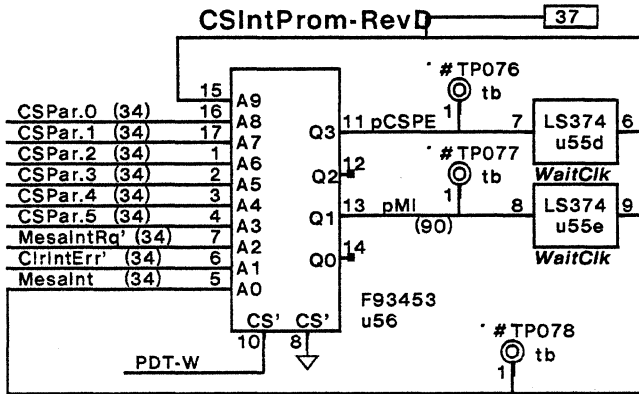 CSIntProm-RevD 37
#TP076
tb
1
15 A9
CSPar.0 (34) 16 A8
CSPar.1 (34) 17 A7
CSPar.2 (34) 1 A6
CSPar.3 (34) 2 A5
CSPar.4 (34) 3 A4
CSPar.5 (34) 4 A3
MesaIntRq' (34) 7 A2
ClrIntErr' (34) 6 A1
MesaInt 5 A0
Q3 11 pCSPE 7 LS374 6
u55d
WaitClk
Q2 12
#TP077
tb
1
Q1 13 pMI 8 LS374 9
(90) u55e
WaitClk
Q0 14
F93453
u56
CS' CS'
10 8
PDT-W
#TP078
tb
1